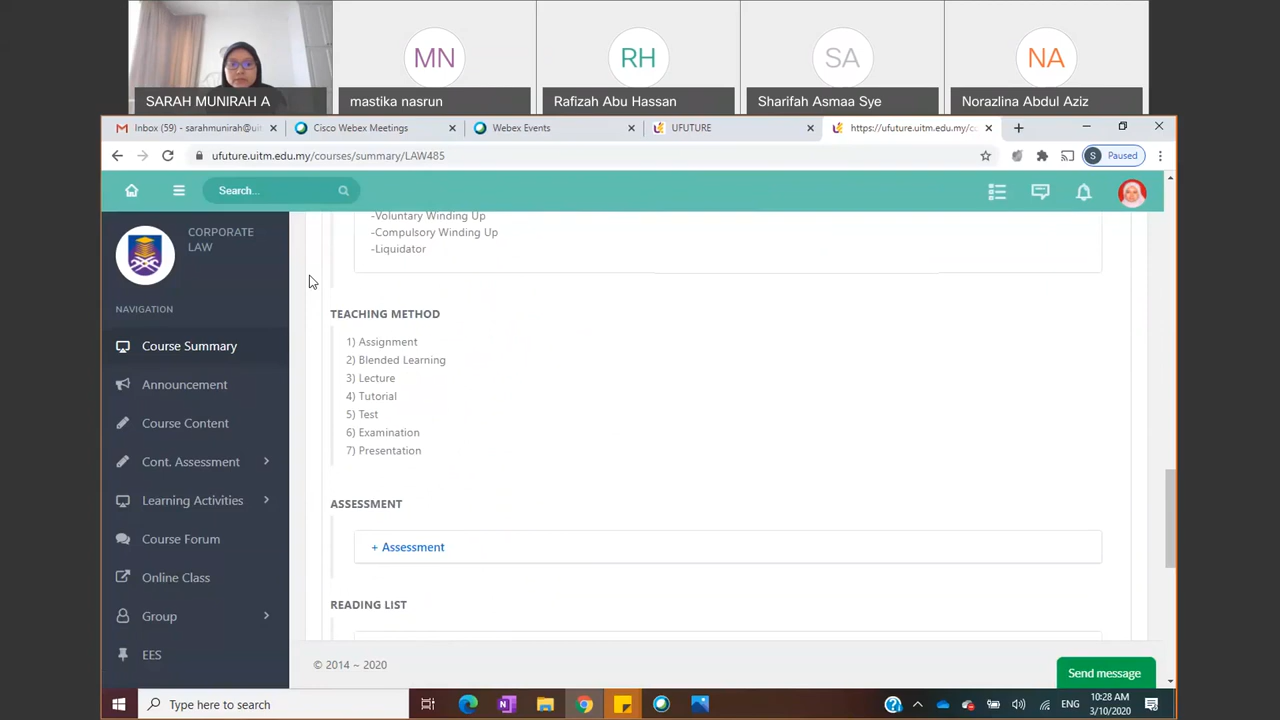 MN
RH
SA
NA
SARAH MUNIRAH A
mastika nasrun
Rafizah Abu Hassan
Sharifah Asmaa Sye
Norazlina Abdul Aziz
Inbox (59) - sarahmunirah@uit
Cisco Webex Meetings
Webex Events
UFUTURE
https://ufuture.uitm.edu.my/co
ufuture.uitm.edu.my/courses/summary/LAW485
S Paused
Search...
CORPORATE
LAW
NAVIGATION
Course Summary
Announcement
Course Content
Cont. Assessment
Learning Activities
Course Forum
Online Class
Group
EES
-Voluntary Winding Up
-Compulsory Winding Up
-Liquidator
TEACHING METHOD
1) Assignment
2) Blended Learning
3) Lecture
4) Tutorial
5) Test
6) Examination
7) Presentation
ASSESSMENT
+ Assessment
READING LIST
© 2014 ~ 2020
Send message
Type here to search
ENG
10:28 AM
3/10/2020